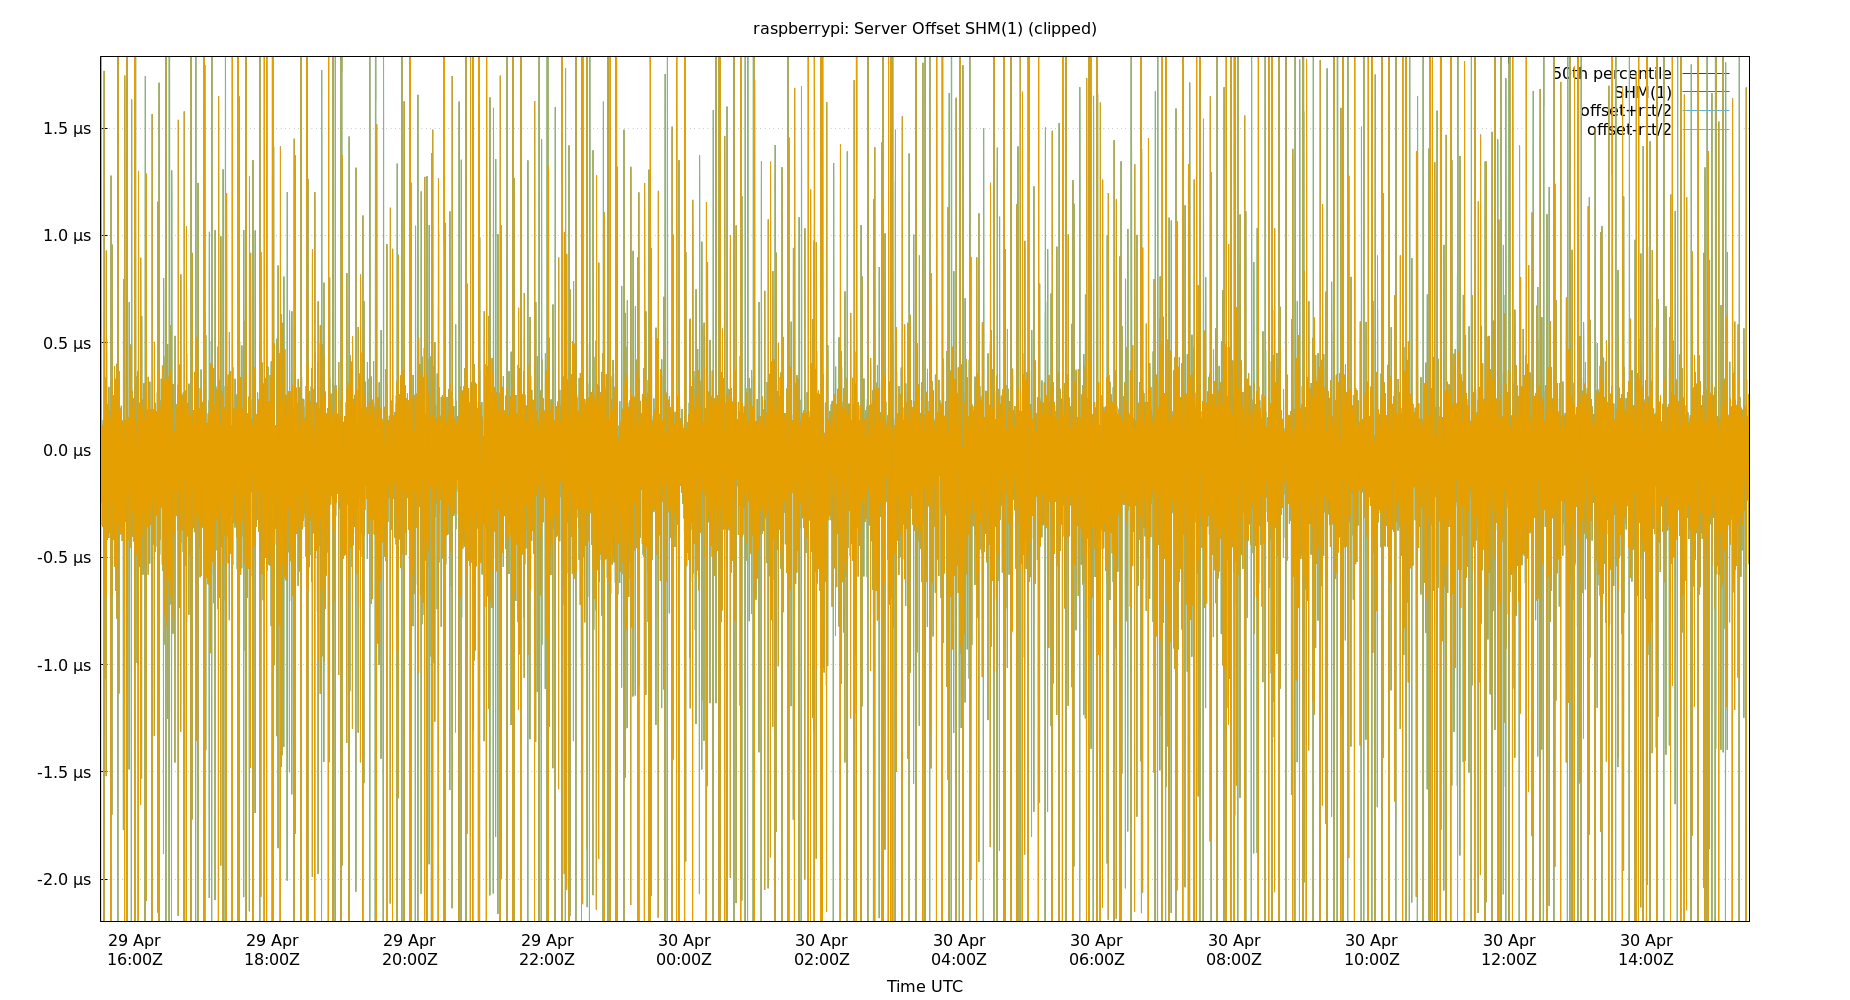 raspberrypi: Server Offset SHM(1) (clipped)
50th percentile
SHM(1)
offset+rtt/2
offset-rtt/2
1.5 µs
1.0 µs
0.5 µs
0.0 µs
-0.5 µs
-1.0 µs
-1.5 µs
-2.0 µs
29 Apr 29 Apr 29 Apr 29 Apr 30 Apr 30 Apr 30 Apr 30 Apr 30 Apr 30 Apr 30 Apr 30 Apr
16:00Z 18:00Z 20:00Z 22:00Z 00:00Z 02:00Z 04:00Z 06:00Z 08:00Z 10:00Z 12:00Z 14:00Z
Time UTC